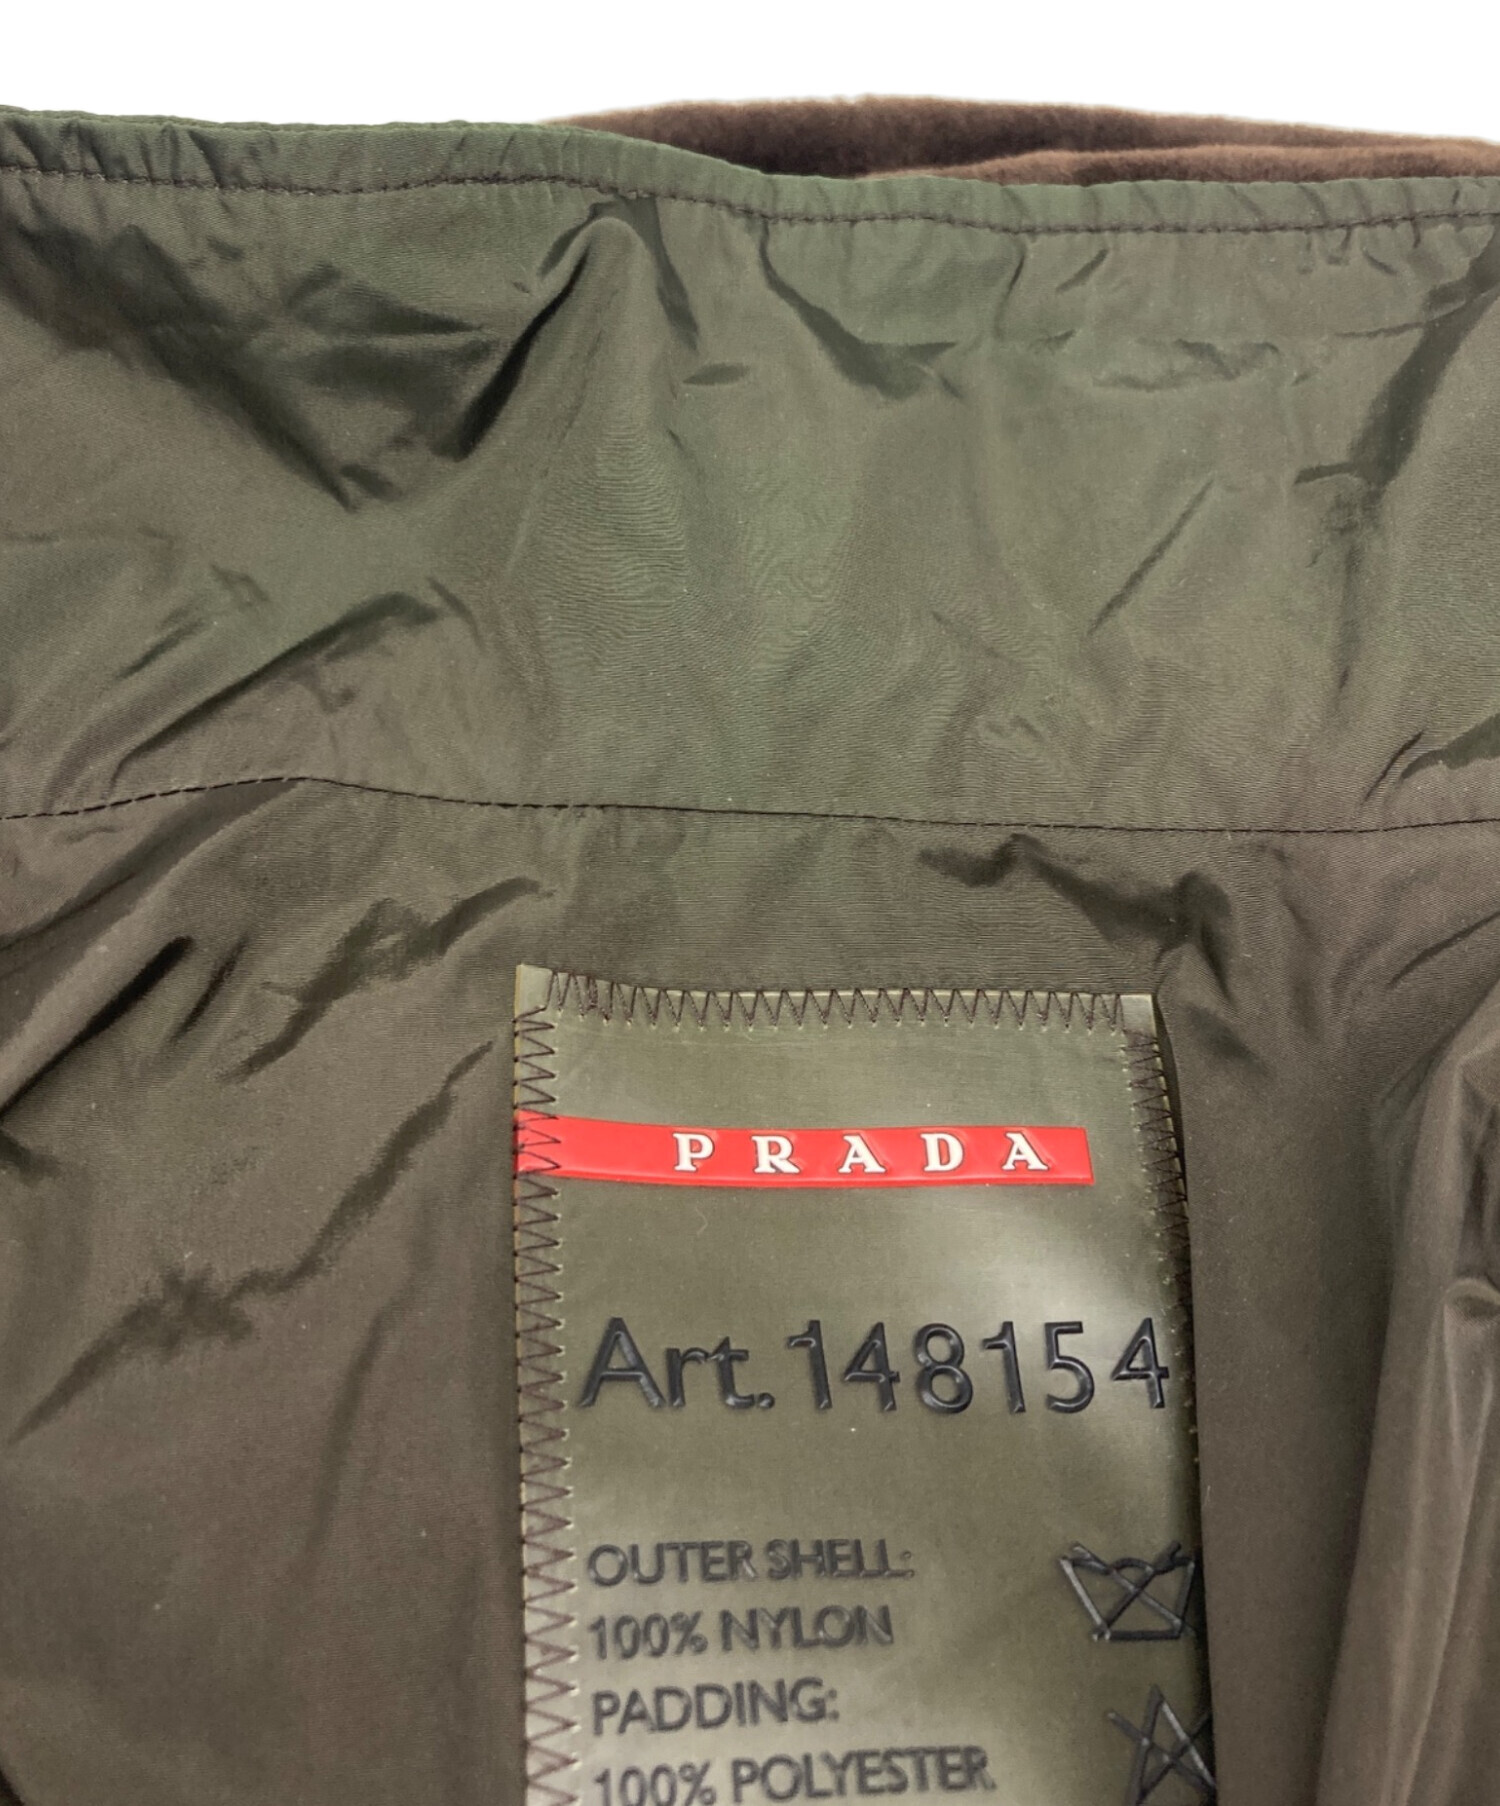 PRADA
Art. 148154
OUTER SHELL:
100% NYLON
PADDING:
100% POLYESTER